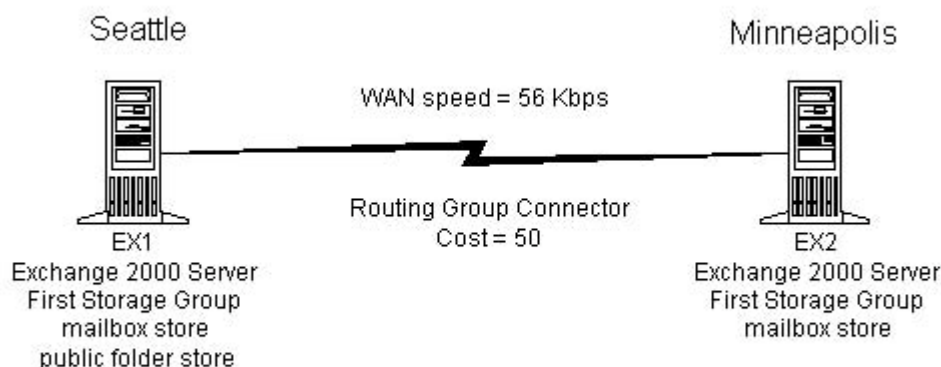 Seattle
Minneapolis
WAN speed = 56 Kbps
Routing Group Connector
Cost = 50
EX1
Exchange 2000 Server
First Storage Group
mailbox store
public folder store
EX2
Exchange 2000 Server
First Storage Group
mailbox store